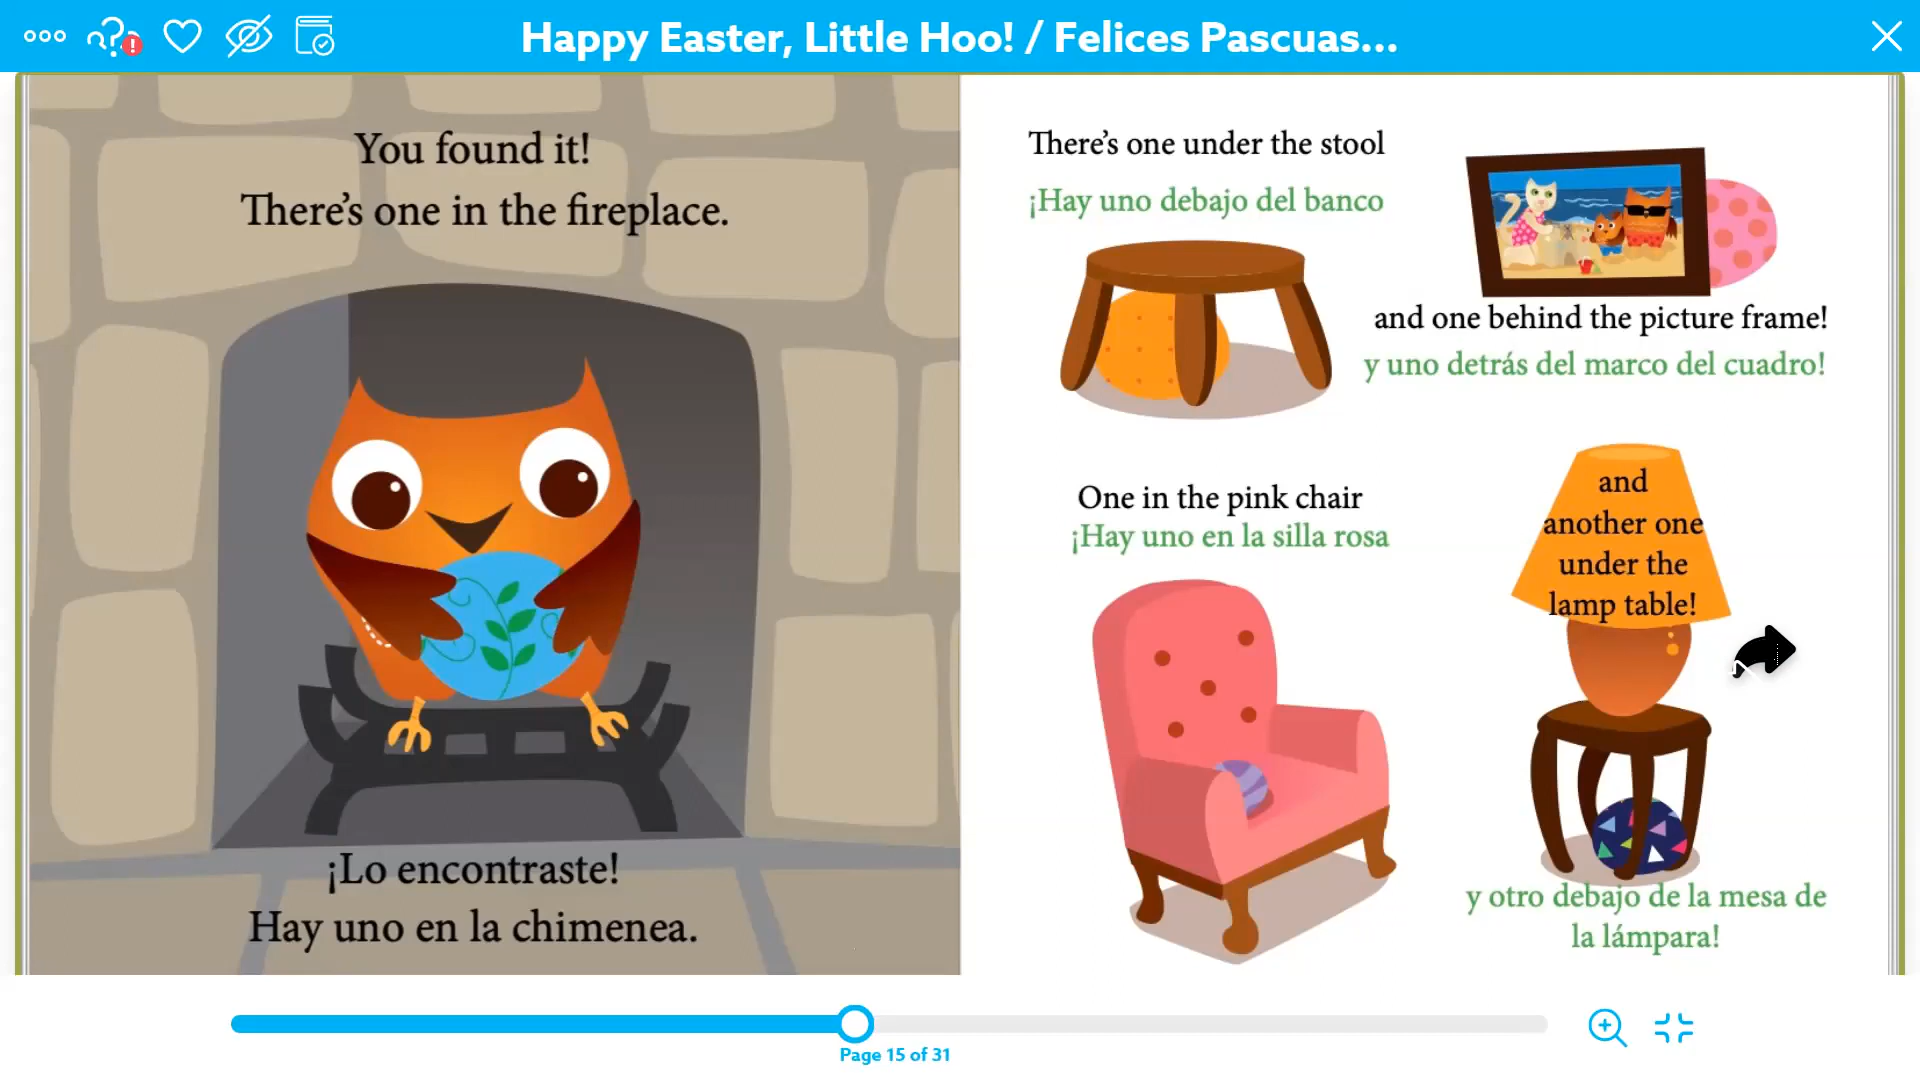 Happy Easter, Little Hoo! / Felices Pascuas...
You found it!
There's one in the fireplace.
¡Lo encontraste!
Hay uno en la chimenea.
There's one under the stool
¡Hay uno debajo del banco
and one behind the picture frame!
y uno detrás del marco del cuadro!
One in the pink chair
¡Hay uno en la silla rosa
and
another one
under the
lamp table!
y otro debajo de la mesa de
la lámpara!
Page 15 of 31